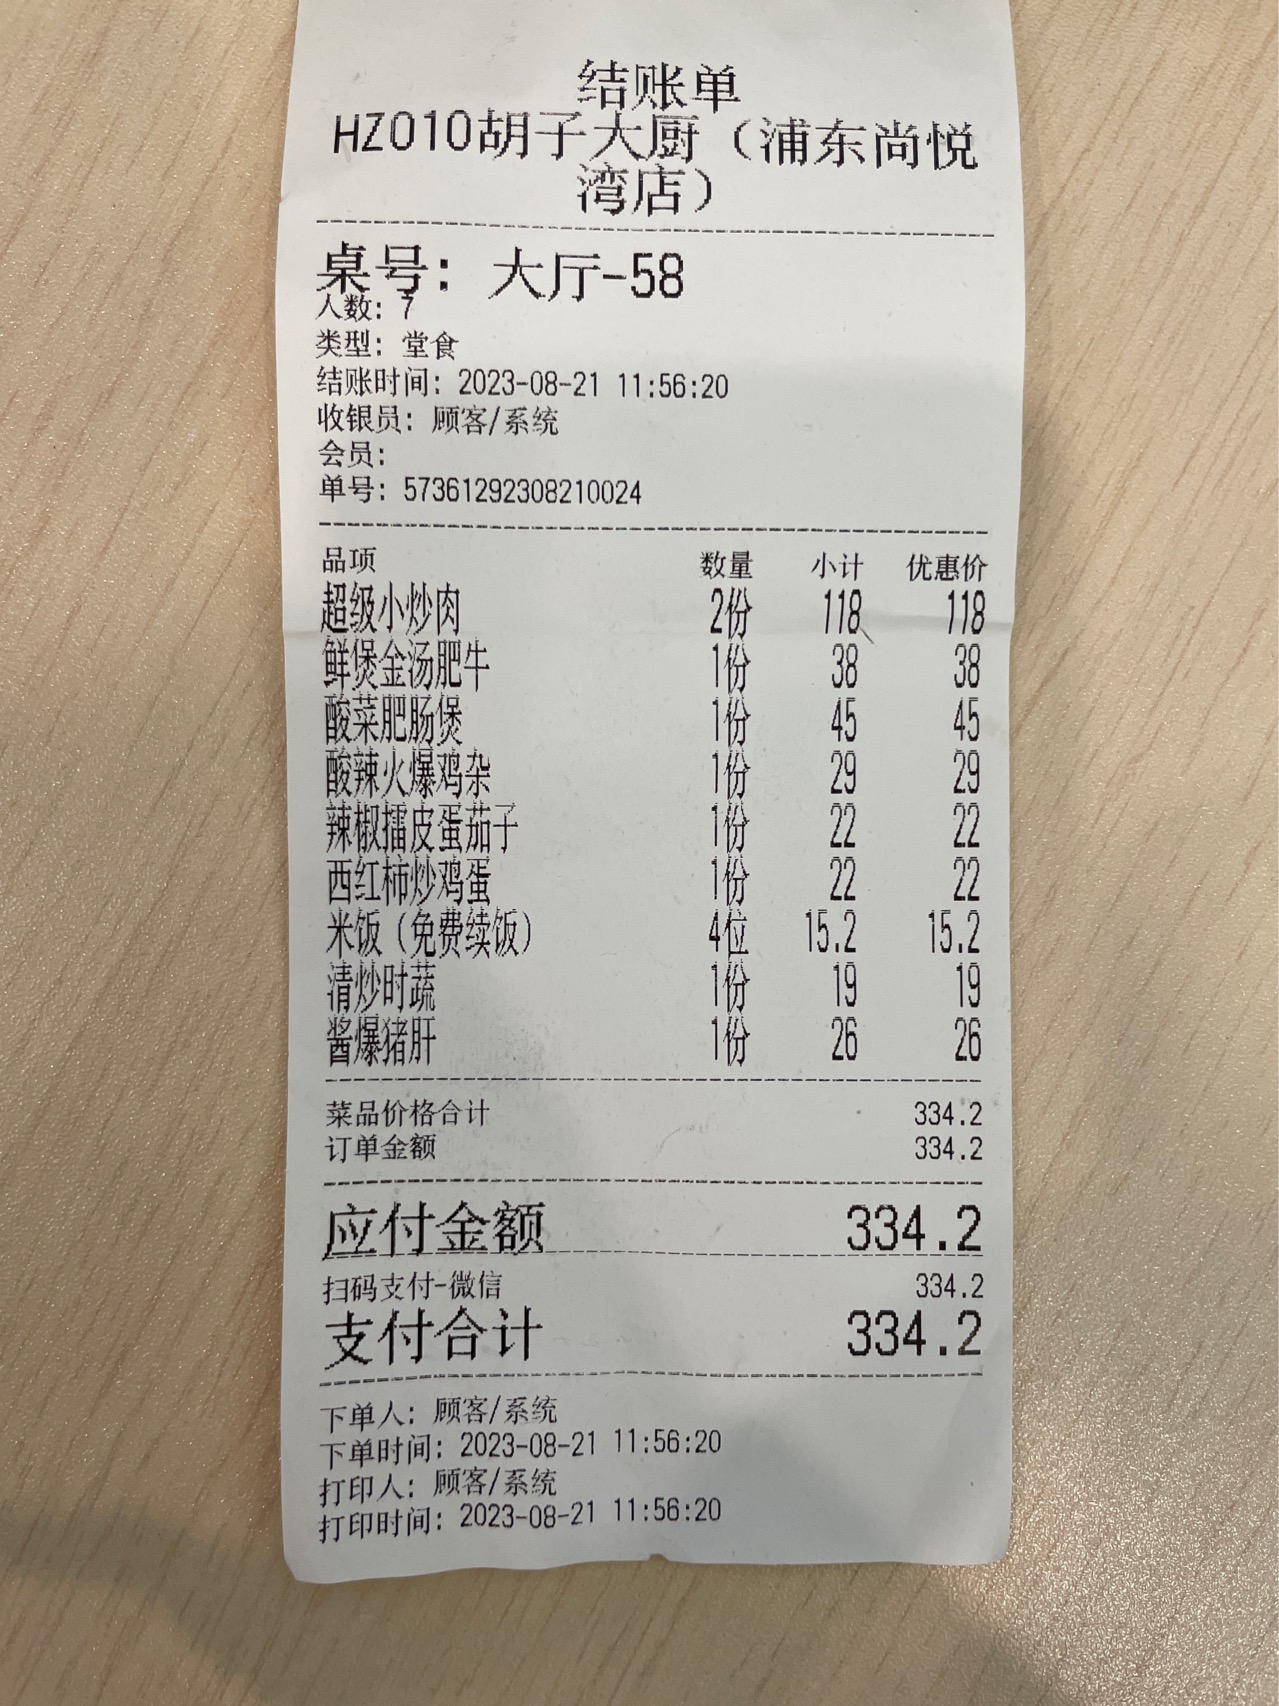 结账单
HZ010胡子大厨（浦东尚悦
湾店）
桌号：大厅-58
人数：7
类型：堂食
结账时间：2023-08-21 11:56:20
收银员：顾客/系统
会员：
单号：57361292308210024
品项 数量 小计 优惠价
超级小炒肉 2份 118 118
鲜煲金汤肥牛 1份 38 38
酸菜肥肠煲 1份 45 45
酸辣火爆鸡杂 1份 29 29
辣椒擂皮蛋茄子 1份 22 22
西红柿炒鸡蛋 1份 22 22
米饭（免费续饭） 4位 15.2 15.2
清炒时蔬 1份 19 19
酱爆猪肝 1份 26 26
菜品价格合计 334.2
订单金额 334.2
应付金额 334.2
扫码支付-微信 334.2
支付合计 334.2
下单人：顾客/系统
下单时间：2023-08-21 11:56:20
打印人：顾客/系统
打印时间：2023-08-21 11:56:20